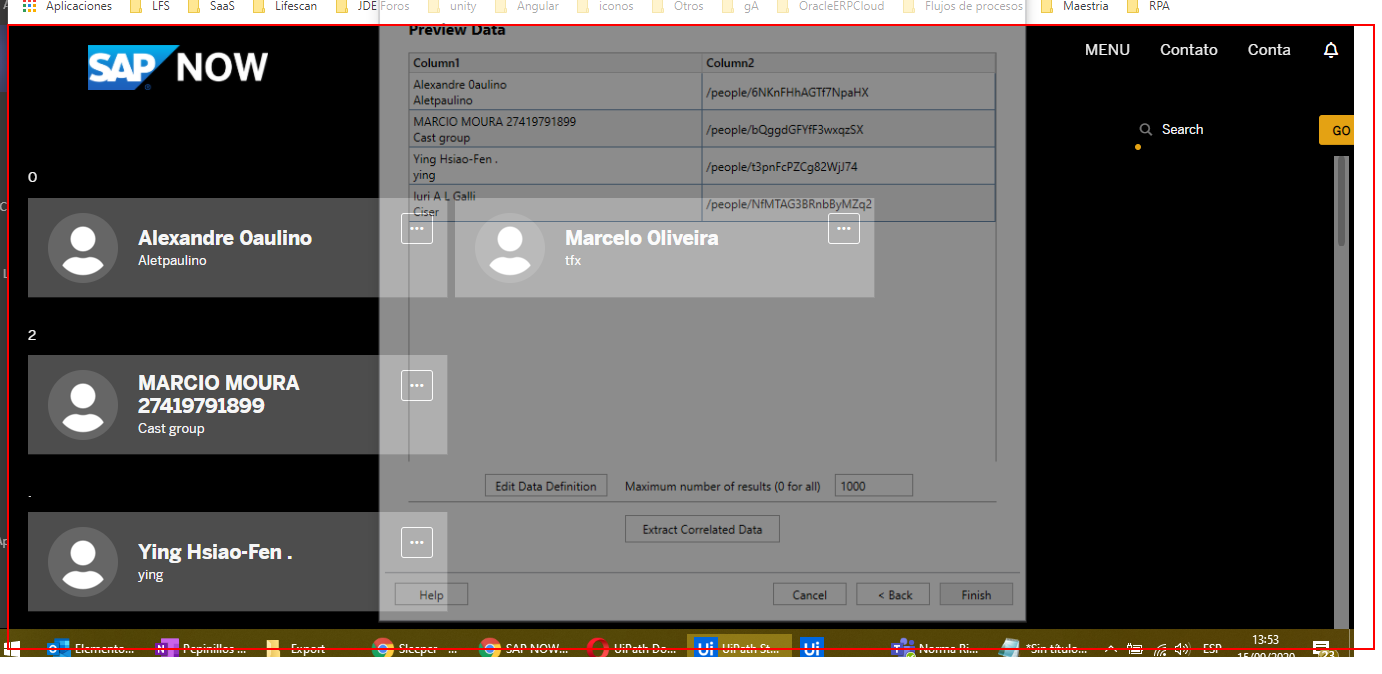 Aplicaciones LFS SaaS Lifescan JDE Foros unity Angular iconos Otros gA OracleERPCloud Flujos de procesos Maestria RPA
Preview Data
SAP NOW
MENU Contato Conta
Column1 Column2
Alexandre 0aulino
Aletpaulino
/people/6NKnFHhAGTf7NpaHX
MARCIO MOURA 27419791899
Cast group
/people/bQggdGFYfF3wxqzSX
Ying Hsiao-Fen .
ying
/people/t3pnFcPZCg82WjJ74
Iuri A L Galli
Ciser
/people/NfMTAG3BRnbByMZq2
Search
GO
0
Alexandre 0aulino
Aletpaulino
Marcelo 0liveira
tfx
2
MARCIO MOURA
27419791899
Cast group
.
Ying Hsiao-Fen .
ying
Edit Data Definition Maximum number of results (0 for all) 1000
Extract Correlated Data
Help Cancel < Back Finish
Elemento... Pepinillos ... Export Sleeper - ... SAP NOW... UiPath Do... UiPath St... Norma Ri... *Sin título... ESP
13:53
15/09/2020
23